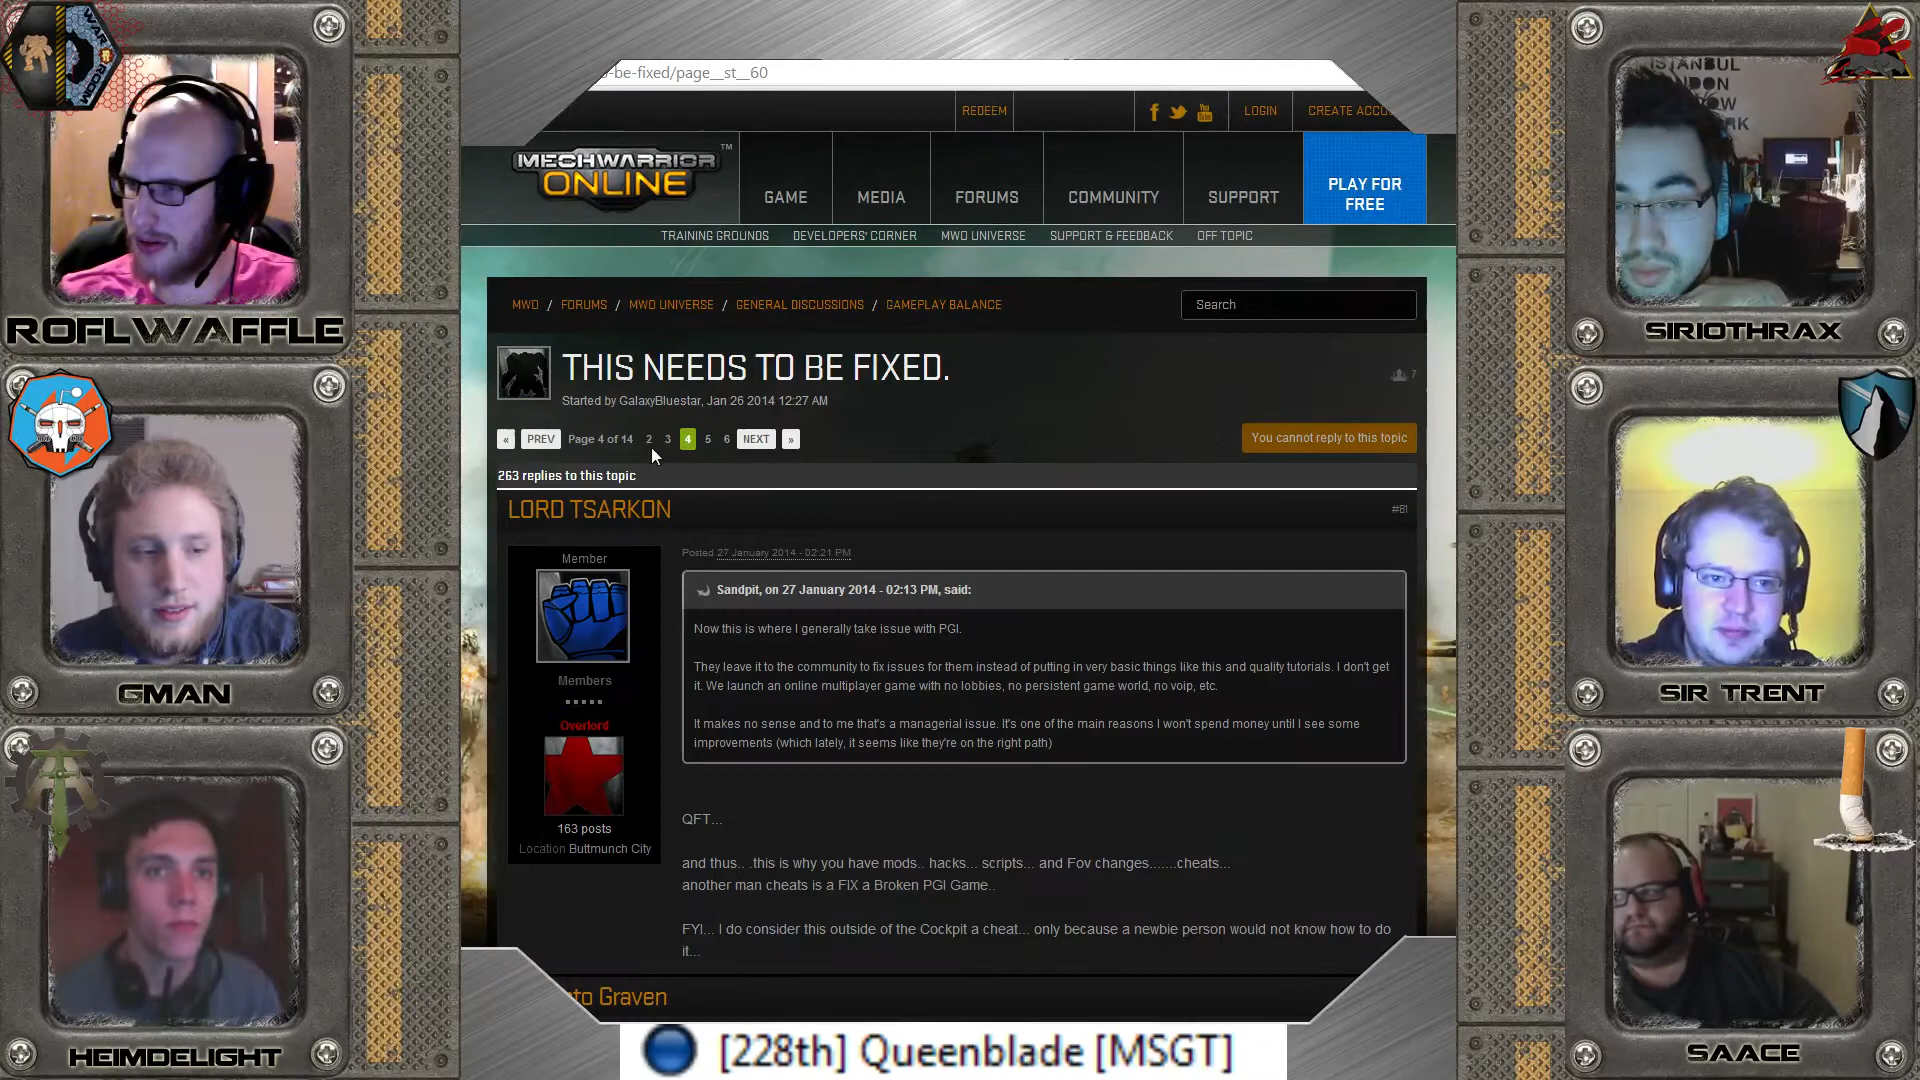 -be-fixed/page__st__60
REDEEM
LOGIN
CREATE ACCOU
MECHWARRIOR
ONLINE
TM
GAME
MEDIA
FORUMS
COMMUNITY
SUPPORT
PLAY FOR
FREE
TRAINING GROUNDS
DEVELOPERS' CORNER
MWO UNIVERSE
SUPPORT & FEEDBACK
OFF TOPIC
MWO / FORUMS / MWO UNIVERSE / GENERAL DISCUSSIONS / GAMEPLAY BALANCE
Search
THIS NEEDS TO BE FIXED.
7
Started by GalaxyBluestar, Jan 26 2014 12:27 AM
« PREV Page 4 of 14 2 3 4 5 6 NEXT »
You cannot reply to this topic
263 replies to this topic
LORD TSARKON
#81
Member
Members
Overlord
163 posts
Location Buttmunch City
Posted 27 January 2014 - 02:21 PM
Sandpit, on 27 January 2014 - 02:13 PM, said:
Now this is where I generally take issue with PGI.
They leave it to the community to fix issues for them instead of putting in very basic things like this and quality tutorials. I don't get
it. We launch an online multiplayer game with no lobbies, no persistent game world, no voip, etc.
It makes no sense and to me that's a managerial issue. It's one of the main reasons I won't spend money until I see some
improvements (which lately, it seems like they're on the right path)
QFT...
and thus.. .this is why you have mods.. hacks... scripts... and Fov changes.......cheats...
another man cheats is a FIX a Broken PGI Game..
FYI... I do consider this outside of the Cockpit a cheat... only because a newbie person would not know how to do
it...
to Graven
[228th] Queenblade [MSGT]
WAR
ROOM
ROFLWAFFLE
GMAN
HEIMDELIGHT
ISTANBUL
SIRIOTHRAX
SIR TRENT
SAACE